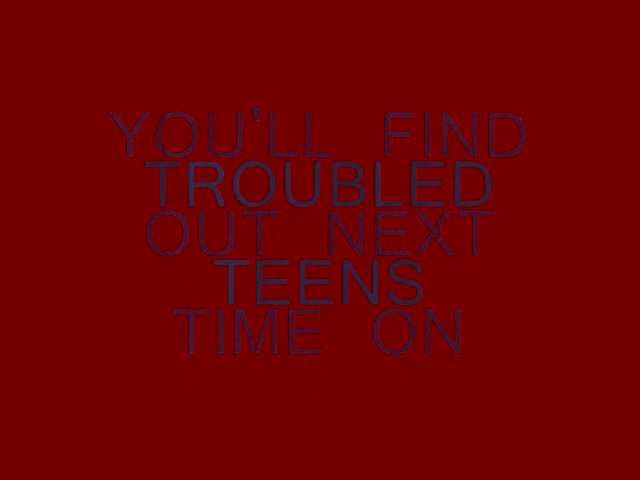 YOU'LL FIND
TROUBLED
OUT NEXT
TEENS
TIME ON